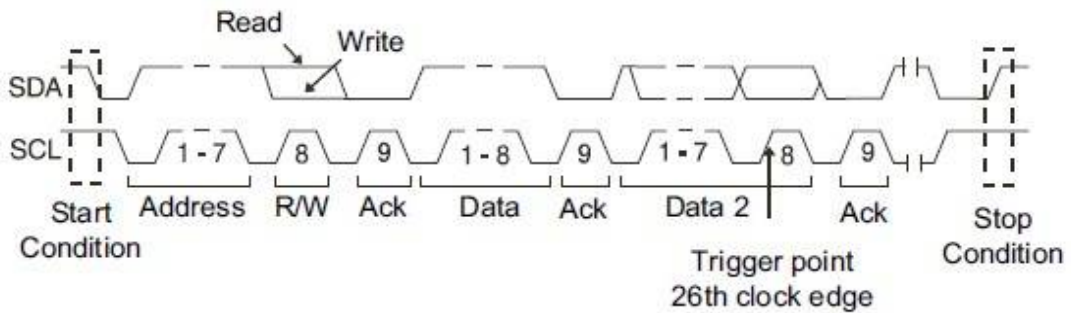 Read
Write
SDA
SCL
1 - 7
8
9
1 - 8
9
1 - 7
8
9
Start
Condition
Address
R/W
Ack
Data
Ack
Data 2
Ack
Stop
Condition
Trigger point
26th clock edge